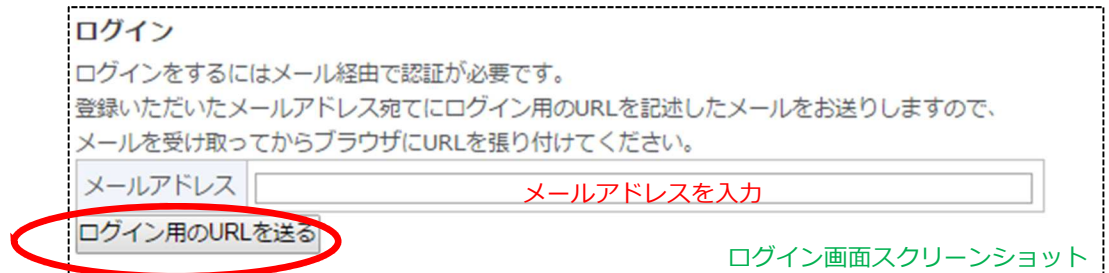 ログイン
ログインをするにはメール経由で認証が必要です。
登録いただいたメールアドレス宛てにログイン用のURLを記述したメールをお送りしますので、
メールを受け取ってからブラウザにURLを張り付けてください。
メールアドレス メールアドレスを入力
ログイン用のURLを送る
ログイン画面スクリーンショット